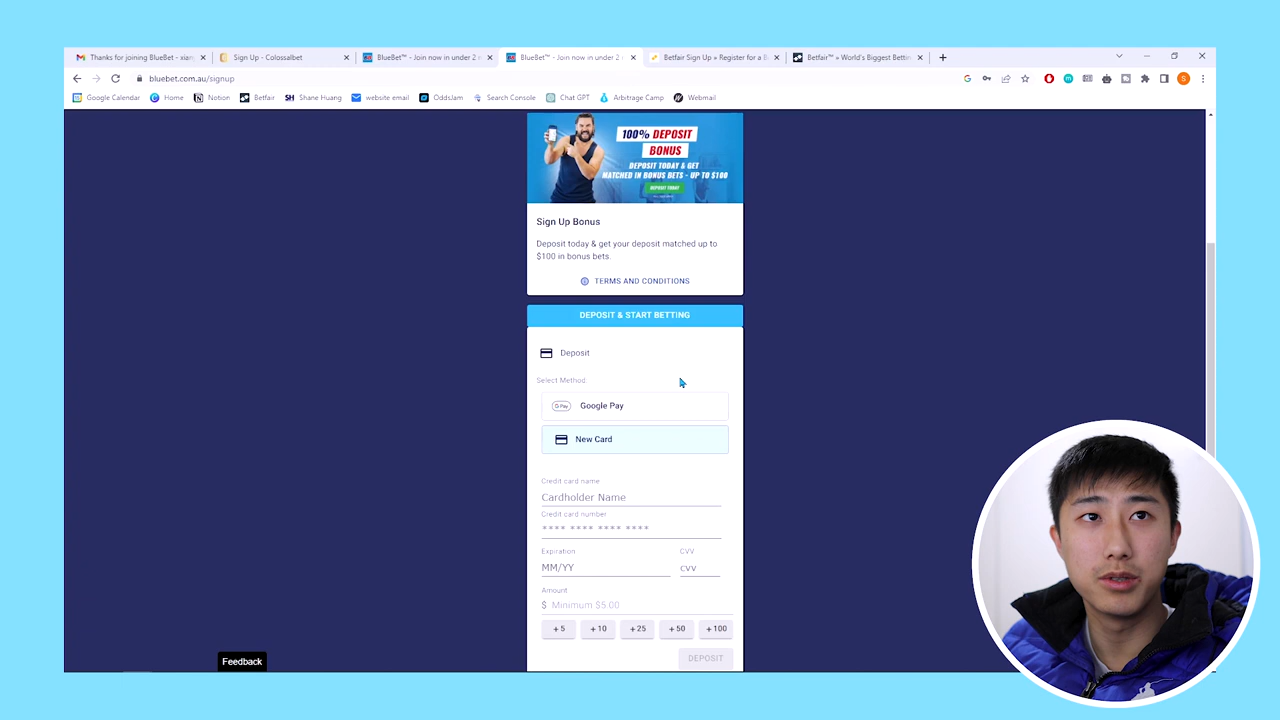 Thanks for joining BlueBet - xian
Sign Up - Colossalbet
BlueBet™ - Join now in under 2 m
BlueBet™ - Join now in under 2
Betfair Sign Up » Register for a B
Betfair™ » World's Biggest Bettin
bluebet.com.au/signup
Google Calendar Home Notion Betfair SH Shane Huang website email OddsJam Search Console Chat GPT Arbitrage Camp Webmail
100% DEPOSIT
BONUS
DEPOSIT TODAY & GET
MATCHED IN BONUS BETS - UP TO $100
DEPOSIT TODAY
Sign Up Bonus
Deposit today & get your deposit matched up to
$100 in bonus bets.
TERMS AND CONDITIONS
DEPOSIT & START BETTING
Deposit
Select Method
G Pay Google Pay
New Card
Credit card name
Cardholder Name
Credit card number
**** **** **** ****
Expiration CVV
MM/YY CVV
Amount
$ Minimum $5.00
+5 +10 +25 +50 +100
DEPOSIT
Feedback